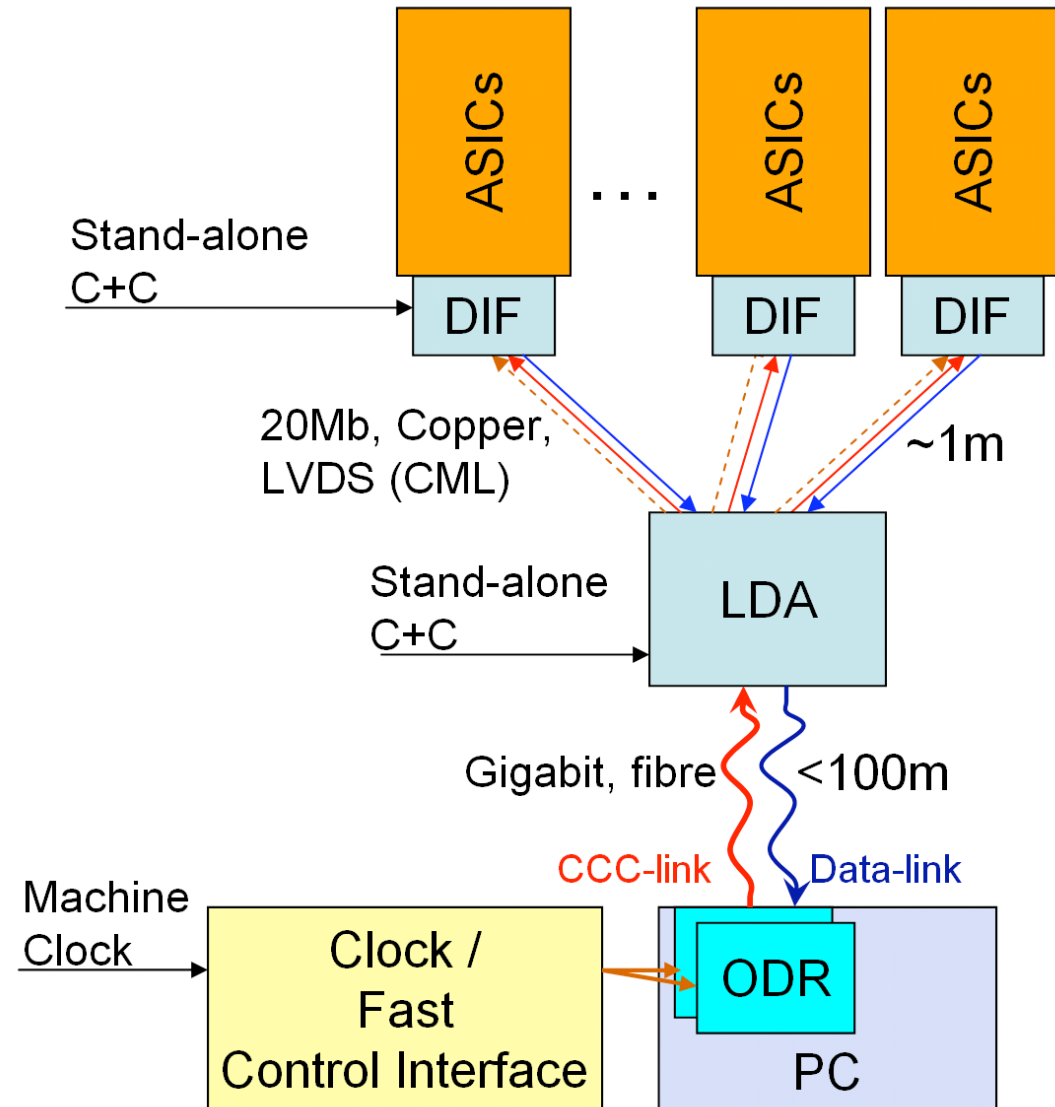 ASICs
ASICs
ASICs
. . .
Stand-alone
C+C
DIF
DIF
DIF
20Mb, Copper,
LVDS (CML)
~1m
Stand-alone
C+C
LDA
Gigabit, fibre
<100m
CCC-link
Data-link
Machine
Clock
Clock /
Fast
Control Interface
ODR
PC